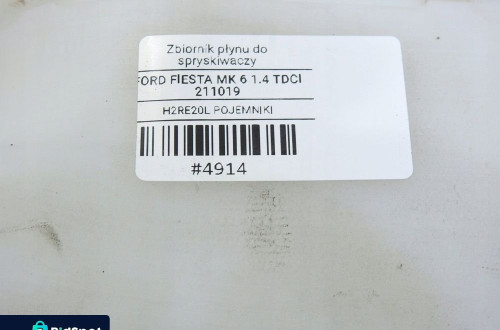 Zbiornik płynu do
spryskiwaczy
FORD FIESTA MK 6 1.4 TDCI
211019
H2RE20L POJEMNIKI
#4914